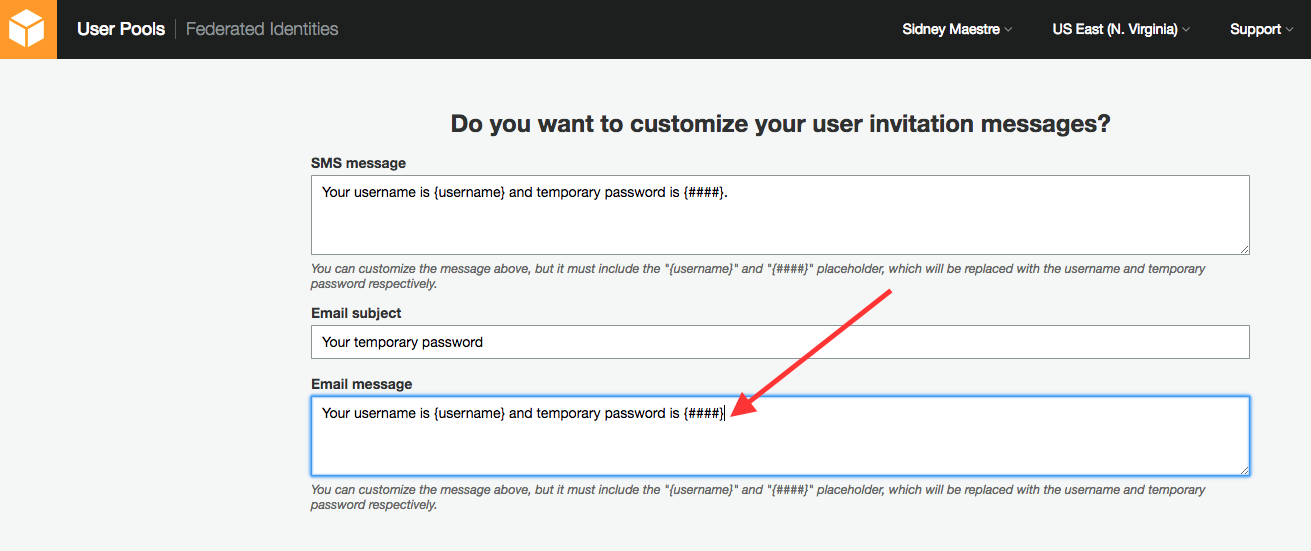 User Pools | Federated Identities Sidney Maestre US East (N. Virginia) Support
Do you want to customize your user invitation messages?
SMS message
Your username is {username} and temporary password is {####}.
You can customize the message above, but it must include the "{username}" and "{####}" placeholder, which will be replaced with the username and temporary
password respectively.
Email subject
Your temporary password
Email message
Your username is {username} and temporary password is {####}
You can customize the message above, but it must include the "{username}" and "{####}" placeholder, which will be replaced with the username and temporary
password respectively.